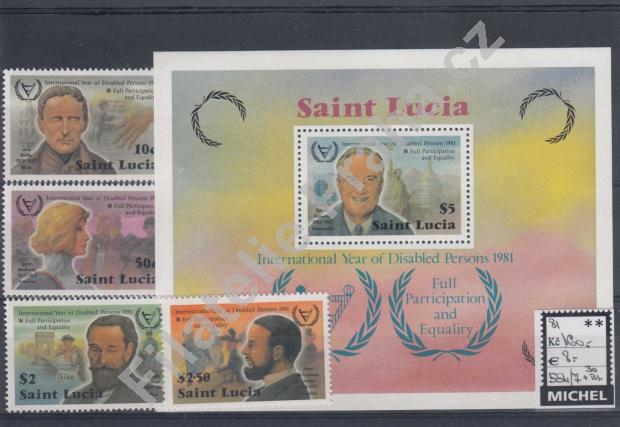 International Year of Disabled Persons 1981
* Full Participation
and Equality
10c
Saint Lucia
International Year of Disabled Persons 1981
* Full Participation
and Equality
50c
Saint Lucia
International Year of Disabled Persons 1981
* Full Participation
and Equality
$2
Saint Lucia
International Year of Disabled Persons 1981
* Full Participation
and Equality
$2.50
Saint Lucia
Saint Lucia
International Year of Disabled Persons 1981
* Full Participation
and Equality
$5
Saint Lucia
International Year of Disabled Persons 1981
Full
Participation
and
Equality
81 **
Kč 160,-
€ 8,-
MICHEL